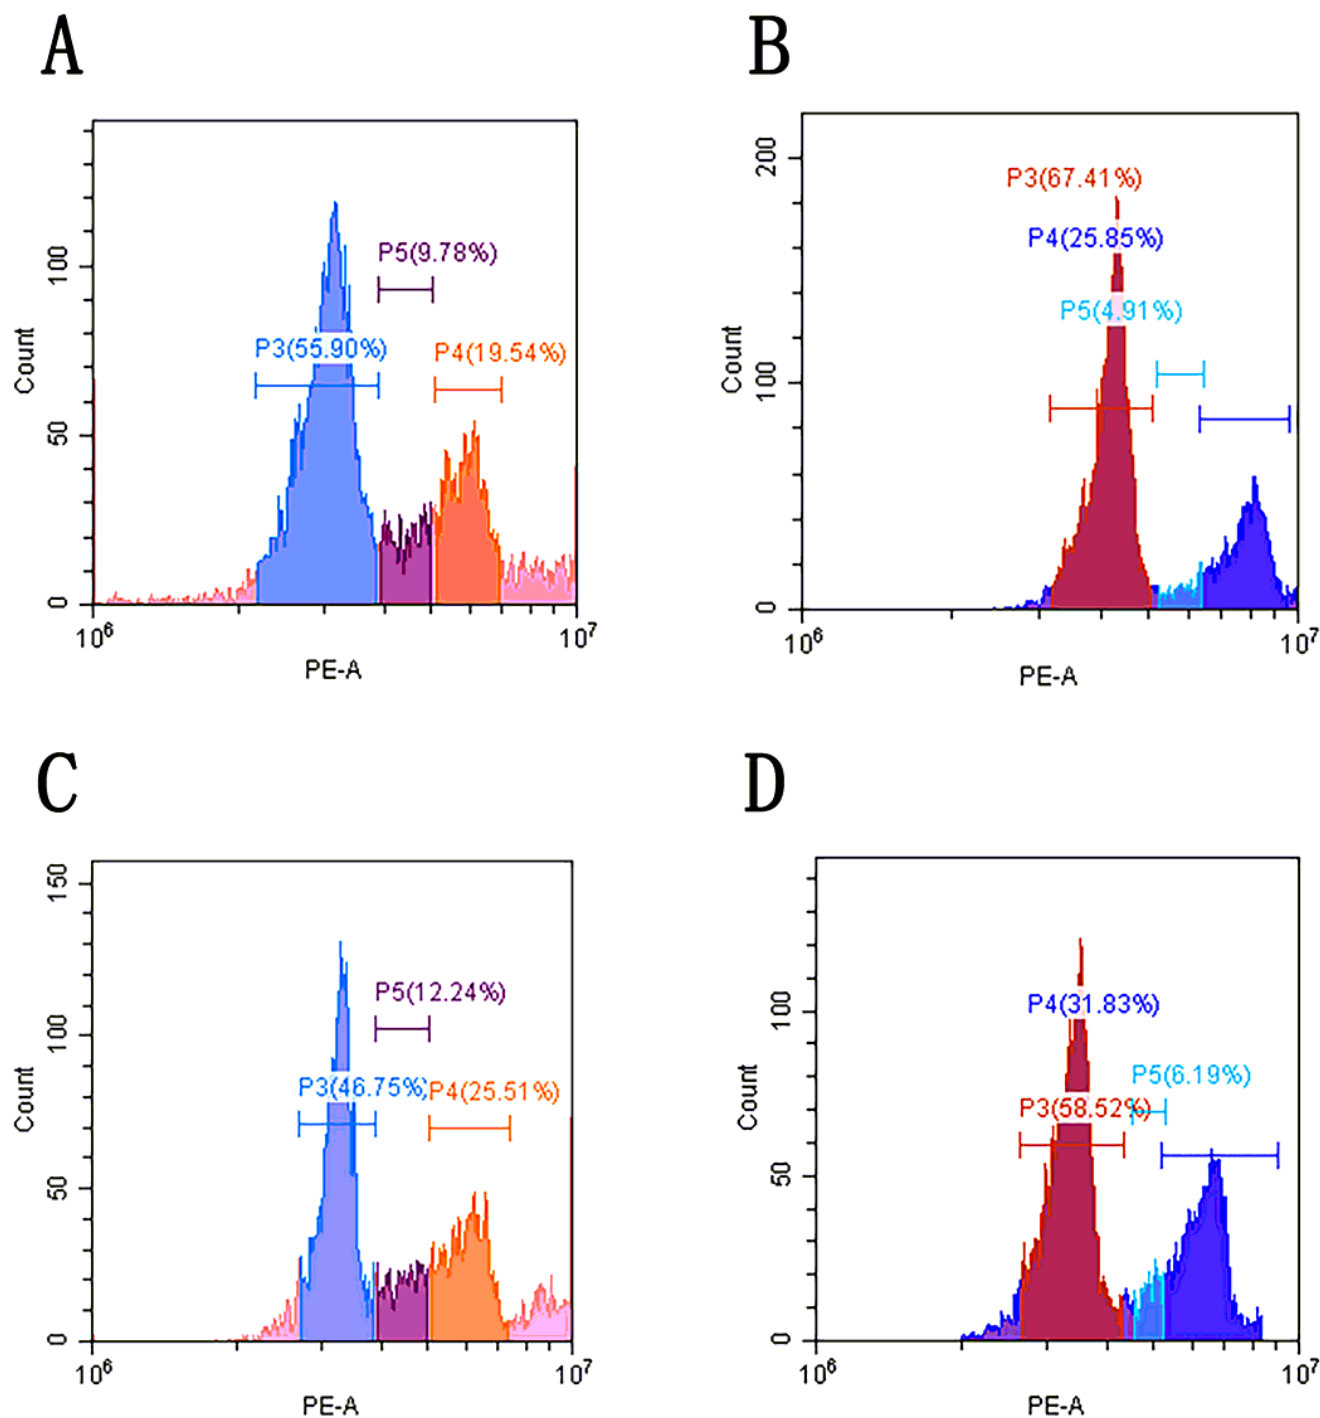 A
P5(9.78%)
P3(55.90%)
P4(19.54%)
Count
100
50
0
10^6
10^7
PE-A
B
P3(67.41%)
P4(25.85%)
P5(4.91%)
Count
200
100
0
10^6
10^7
PE-A
C
P5(12.24%)
P3(46.75%)
P4(25.51%)
Count
150
100
50
0
10^6
10^7
PE-A
D
P4(31.83%)
P5(6.19%)
P3(58.52%)
Count
100
50
0
10^6
10^7
PE-A